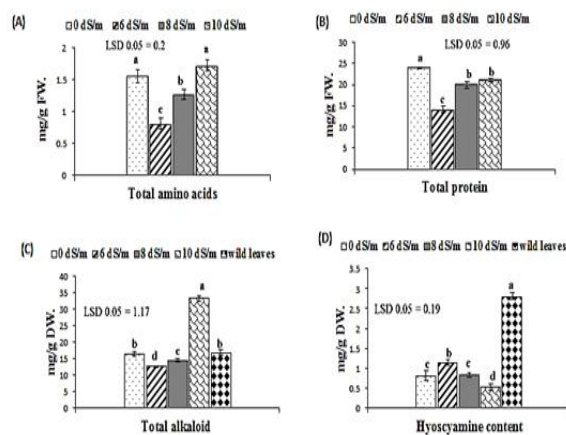 (A)
0 dS/m 6 dS/m 8 dS/m 10 dS/m
LSD 0.05 = 0.2
mg/g FW.
2
1.5
1
0.5
0
a
c
b
a
Total amino acids
(B)
0 dS/m 6 dS/m 8 dS/m 10 dS/m
LSD 0.05 = 0.96
mg/g FW.
30
25
20
15
10
5
0
a
c
b
b
Total protein
(C)
0 dS/m 6 dS/m 8 dS/m 10 dS/m wild leaves
LSD 0.05 = 1.17
mg/g DW.
40
35
30
25
20
15
10
5
0
b
d
c
a
b
Total alkaloid
(D)
0 dS/m 6 dS/m 8 dS/m 10 dS/m wild leaves
LSD 0.05 = 0.19
mg/g DW.
3.5
3
2.5
2
1.5
1
0.5
0
c
b
c
d
a
Hyoscyamine content